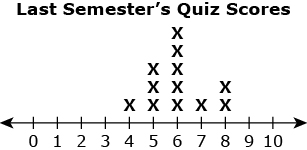 Last Semester's Quiz Scores
X
X
X X
X X X
X X X X X
0 1 2 3 4 5 6 7 8 9 10